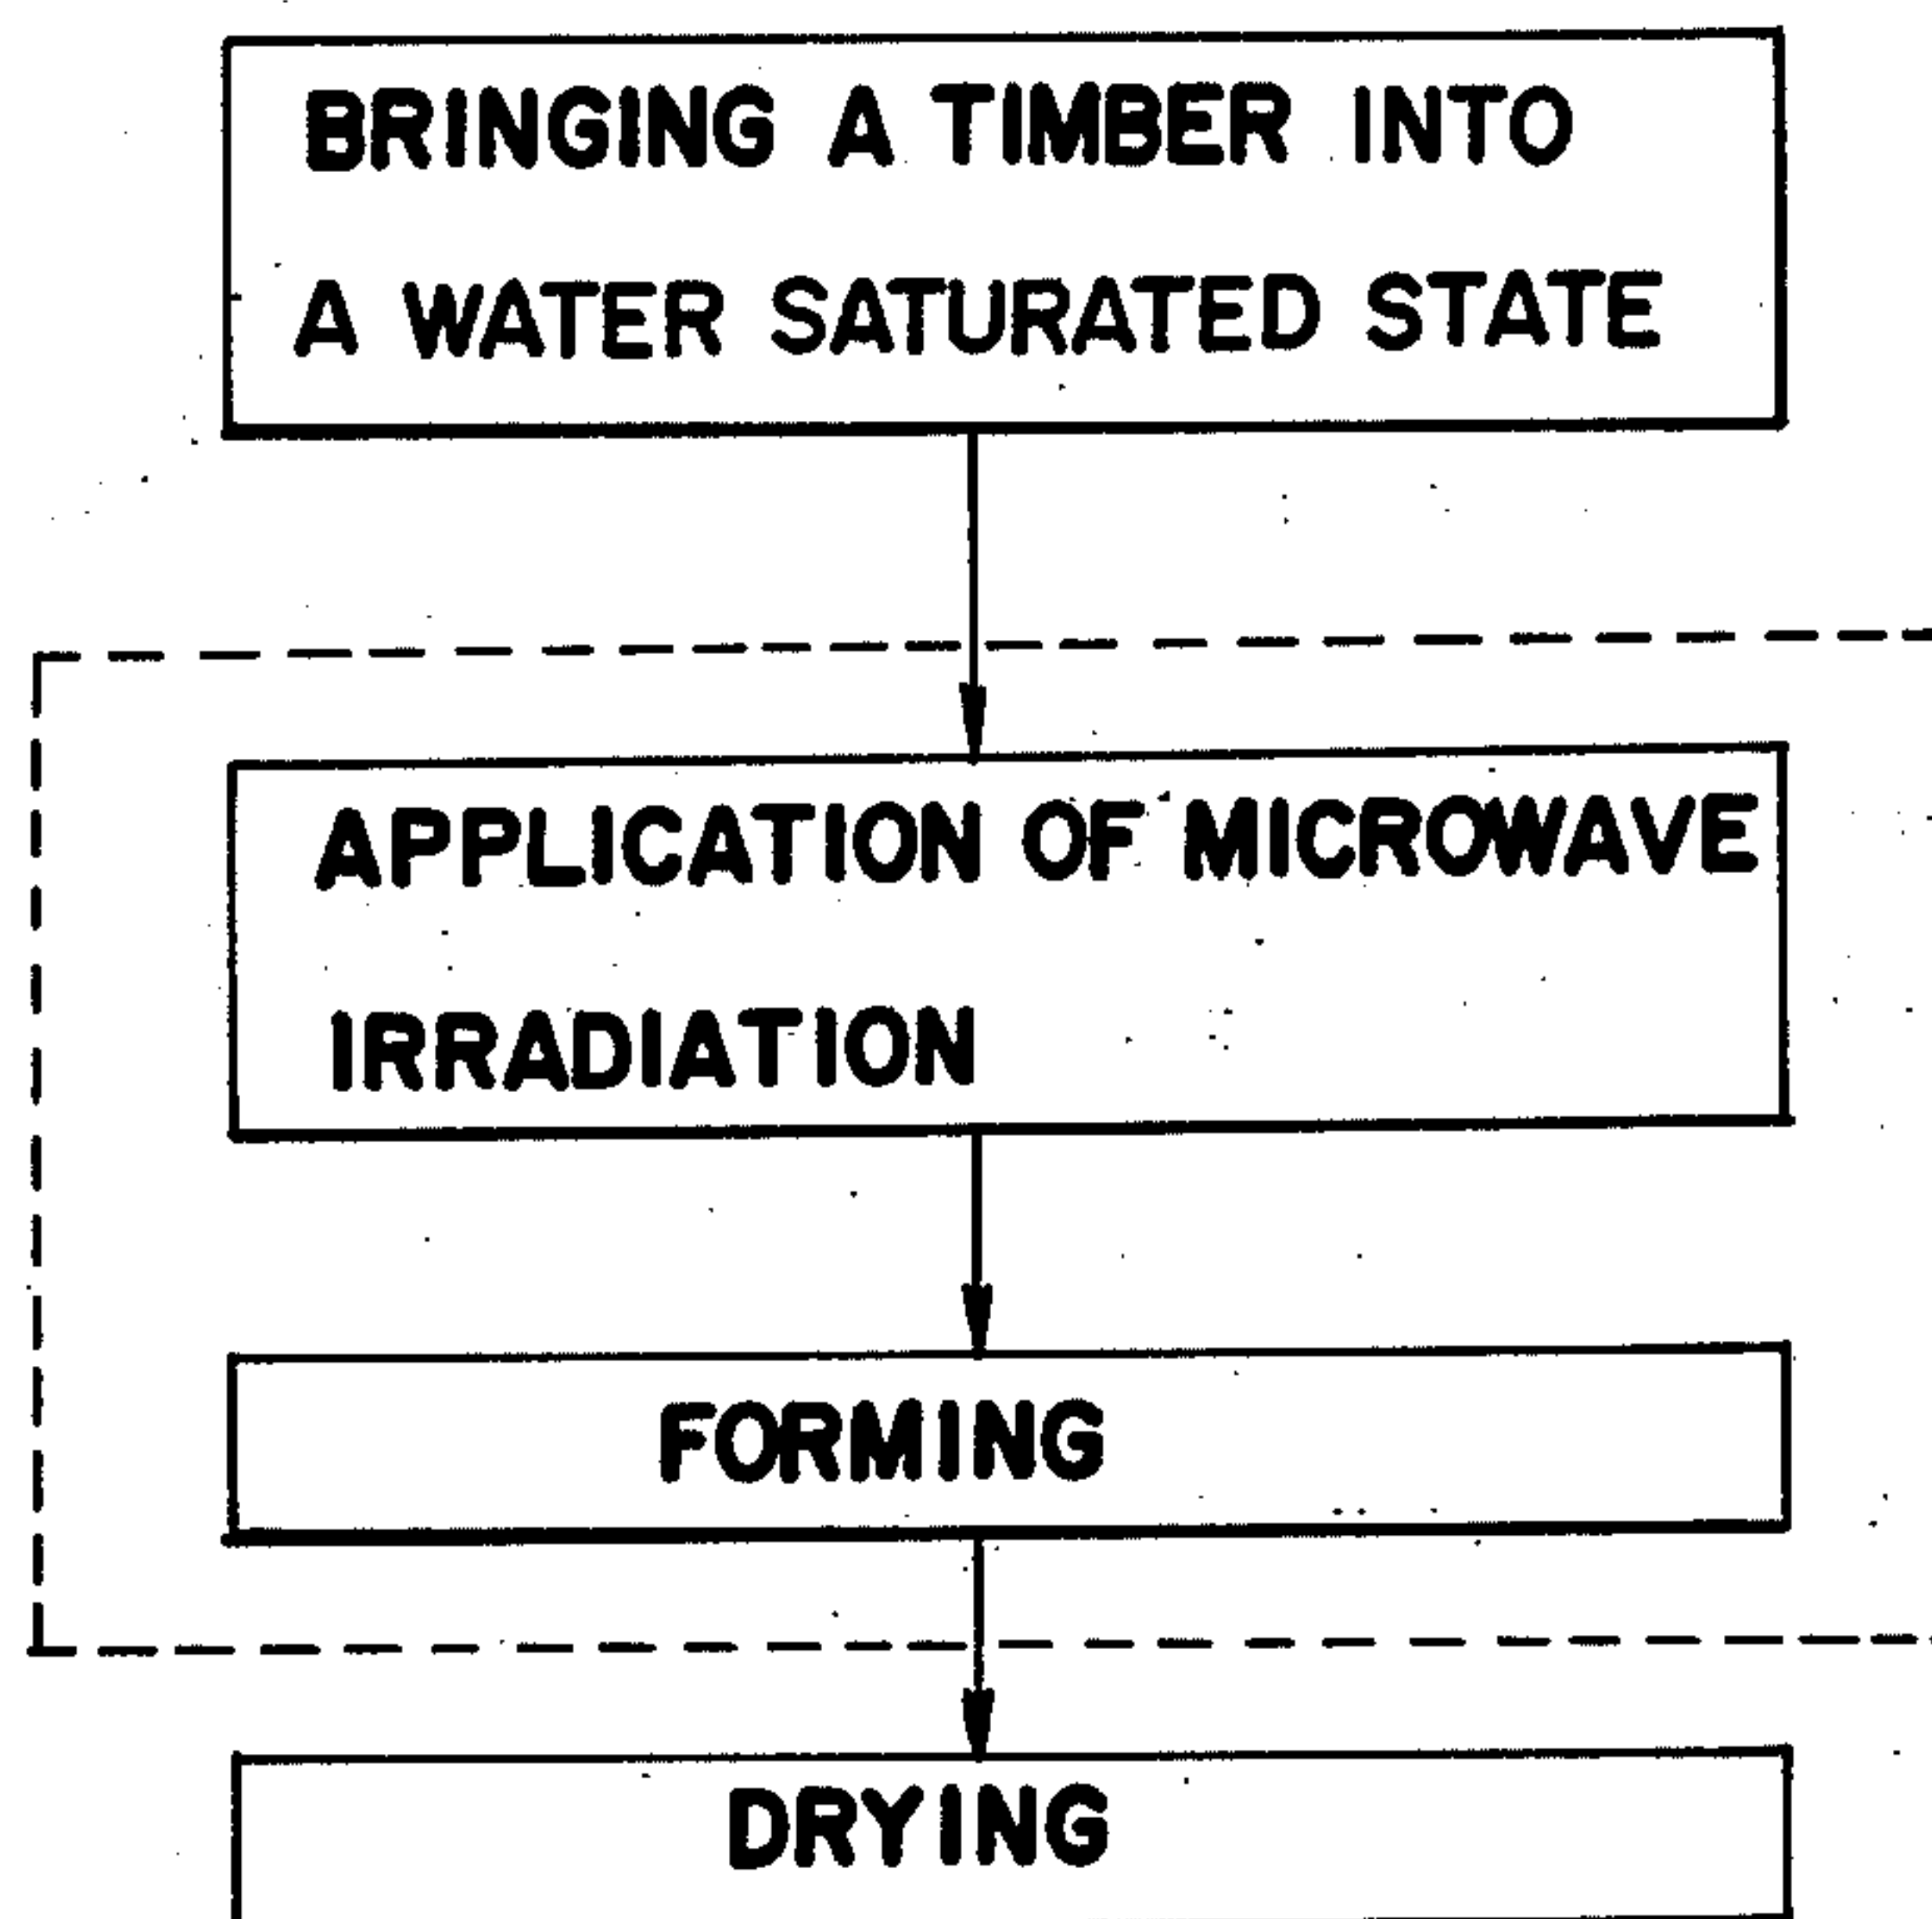 BRINGING A TIMBER INTO
A WATER SATURATED STATE
APPLICATION OF MICROWAVE
IRRADIATION
FORMING
DRYING